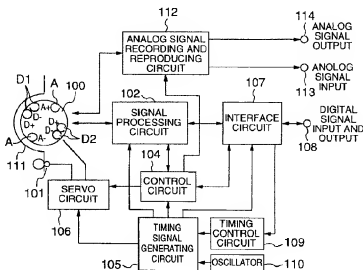 112
114
ANALOG SIGNAL
RECORDING AND
REPRODUCING
CIRCUIT
ANALOG SIGNAL
OUTPUT
ANOLOG SIGNAL
INPUT
113
D1
A
100
A+
D-
D+
D+
D-
A-
D2
A
111
101
102
SIGNAL
PROCESSING
CIRCUIT
107
INTERFACE
CIRCUIT
DIGITAL
SIGNAL
INPUT AND
OUTPUT
108
104
CONTROL
CIRCUIT
SERVO
CIRCUIT
106
TIMING
SIGNAL
GENERATING
CIRCUIT
105
TIMING
CONTROL
CIRCUIT
109
OSCILLATOR
110